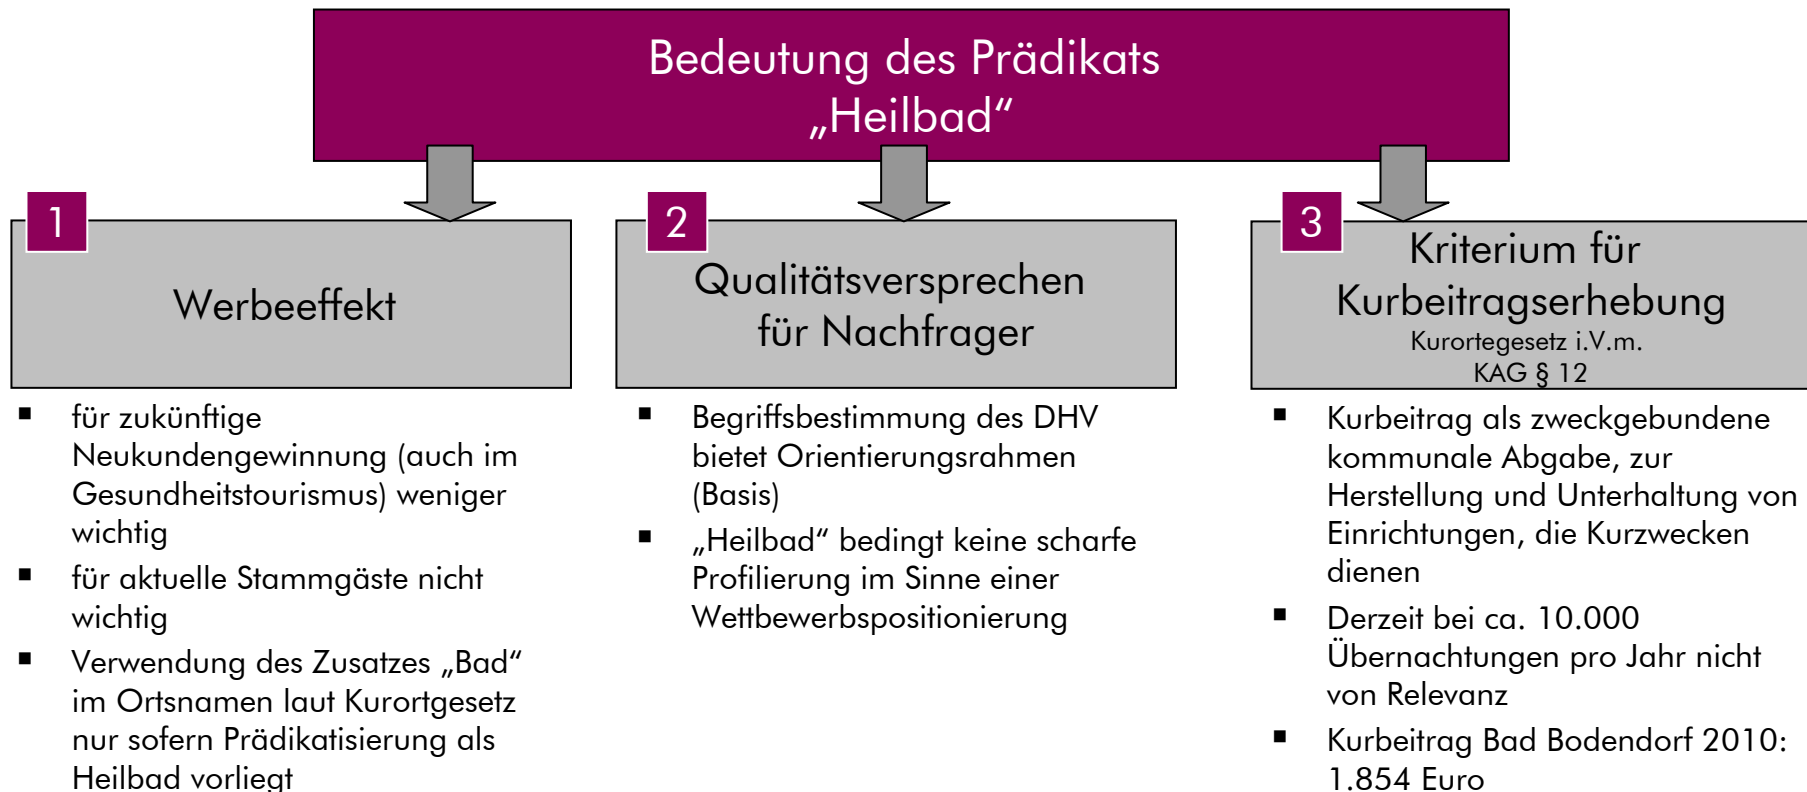 Bedeutung des Prädikats
„Heilbad“
1
Werbeeffekt
▪ für zukünftige
Neukundengewinnung (auch im
Gesundheitstourismus) weniger
wichtig
▪ für aktuelle Stammgäste nicht
wichtig
▪ Verwendung des Zusatzes „Bad“
im Ortsnamen laut Kurortgesetz
nur sofern Prädikatisierung als
Heilbad vorliegt
2
Qualitätsversprechen
für Nachfrager
▪ Begriffsbestimmung des DHV
bietet Orientierungsrahmen
(Basis)
▪ „Heilbad“ bedingt keine scharfe
Profilierung im Sinne einer
Wettbewerbspositionierung
3
Kriterium für
Kurbeitragserhebung
Kurortegesetz i.V.m.
KAG § 12
▪ Kurbeitrag als zweckgebundene
kommunale Abgabe, zur
Herstellung und Unterhaltung von
Einrichtungen, die Kurzwecken
dienen
▪ Derzeit bei ca. 10.000
Übernachtungen pro Jahr nicht
von Relevanz
▪ Kurbeitrag Bad Bodendorf 2010:
1.854 Euro